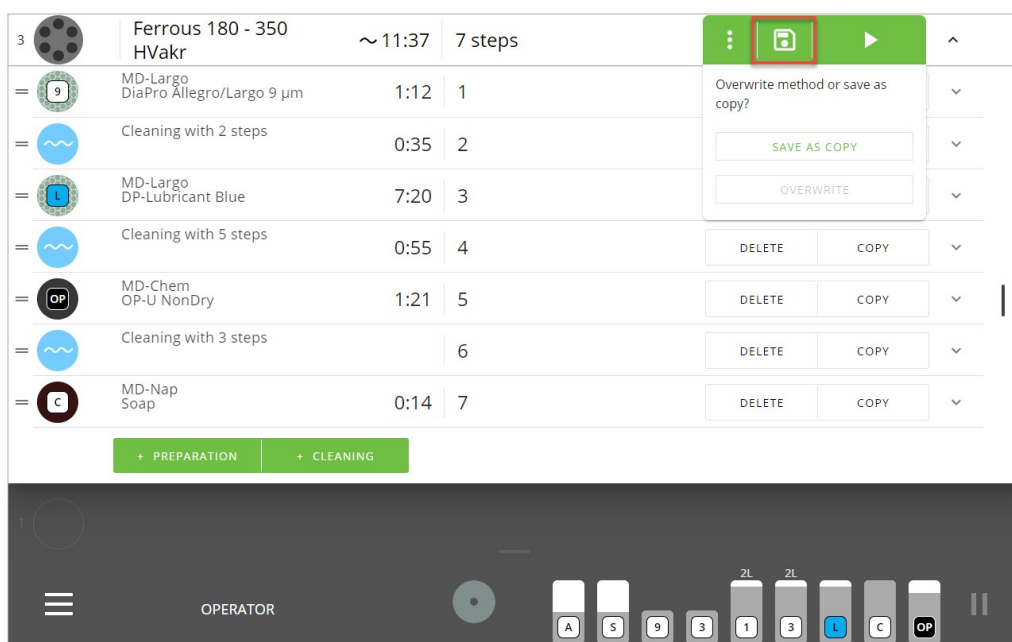 3 Ferrous 180 - 350 HVakr ~ 11:37 7 steps
Overwrite method or save as copy?
SAVE AS COPY
OVERWRITE
9 MD-Largo
DiaPro Allegro/Largo 9 µm 1:12 1
Cleaning with 2 steps 0:35 2
L MD-Largo
DP-Lubricant Blue 7:20 3
Cleaning with 5 steps 0:55 4 DELETE COPY
OP MD-Chem
OP-U NonDry 1:21 5 DELETE COPY
Cleaning with 3 steps 6 DELETE COPY
C MD-Nap
Soap 0:14 7 DELETE COPY
+ PREPARATION + CLEANING
1
2L 2L
OPERATOR A S 9 3 1 3 L C OP